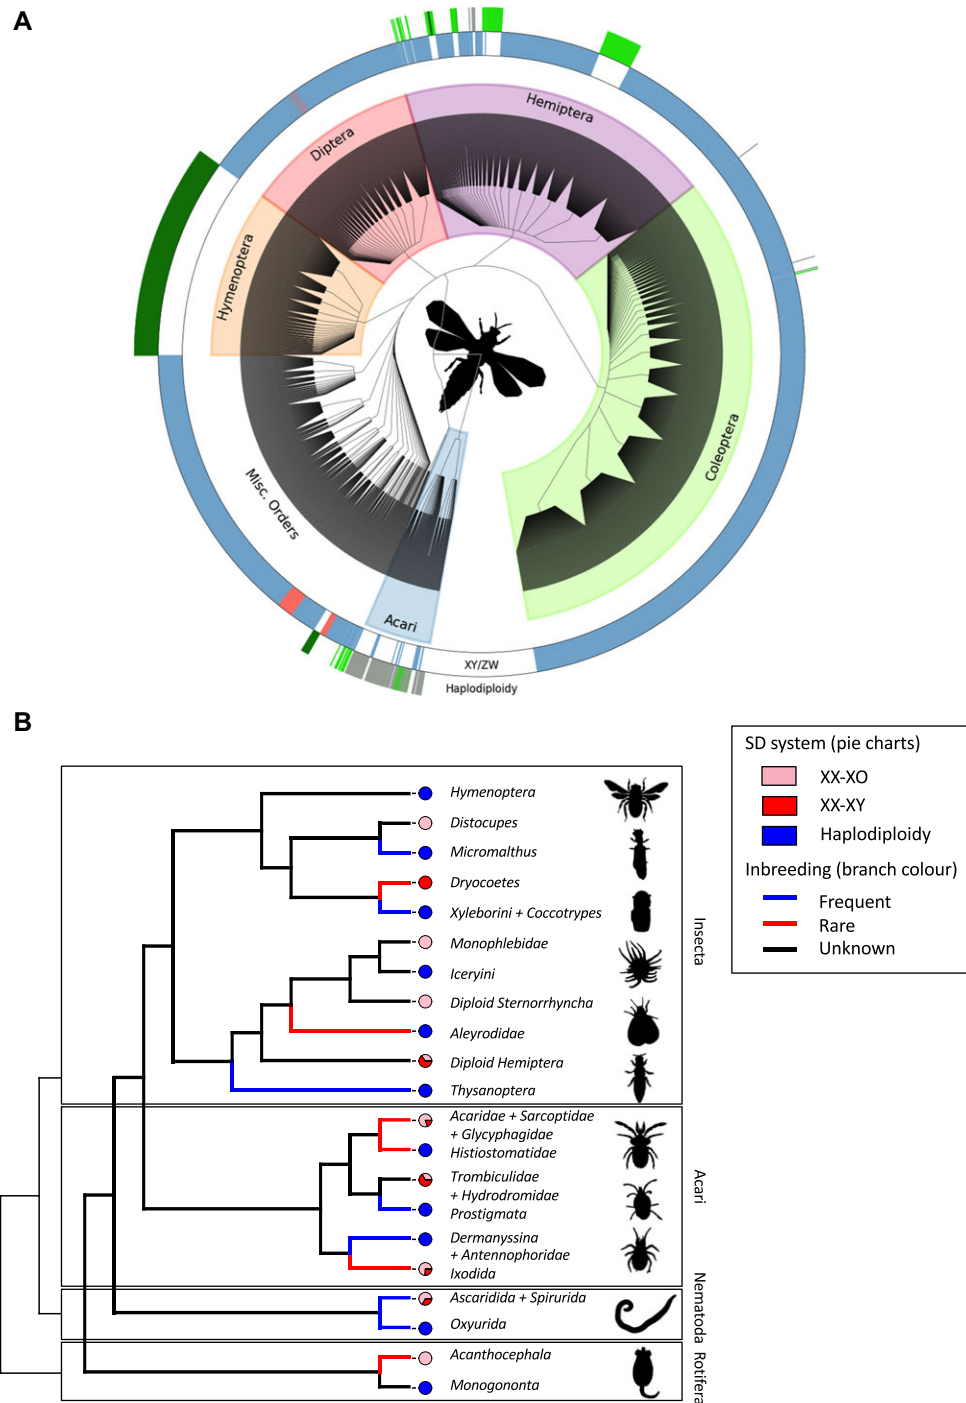 A
Hemiptera
Diptera
Hymenoptera
Coleoptera
Misc. Orders
Acari
XY/ZW
Haplodiploidy
B
SD system (pie charts)
XX-XO
XX-XY
Haplodiploidy
Inbreeding (branch colour)
Frequent
Rare
Unknown
Hymenoptera
Distocupes
Micromalthus
Dryocoetes
Xyleborini + Coccotrypes
Monophlebidae
Iceryini
Diploid Sternorrhyncha
Aleyrodidae
Diploid Hemiptera
Thysanoptera
Insecta
Acaridae + Sarcoptidae
+ Glycyphagidae
Histiostomatidae
Trombiculidae
+ Hydrodromidae
Prostigmata
Dermanyssina
+ Antennophoridae
Ixodida
Acari
Ascaridida + Spirurida
Oxyurida
Nematoda
Acanthocephala
Monogononta
Rotifera